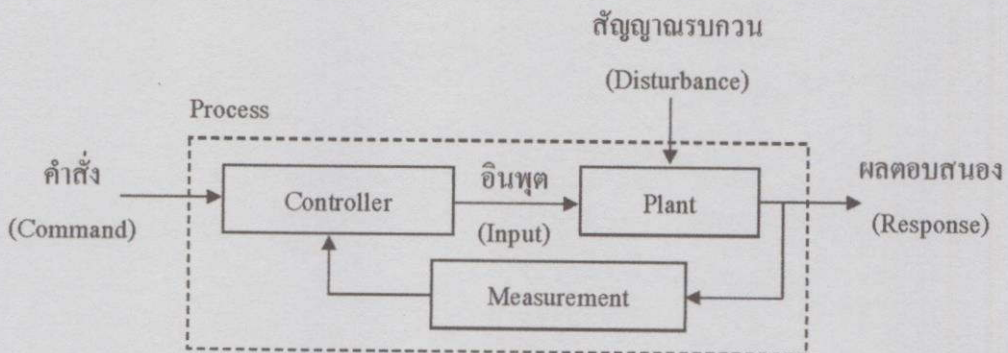 สัญญาณรบกวน
(Disturbance)
Process
คำสั่ง
(Command)
Controller
อินพุต
(Input)
Plant
ผลตอบสนอง
(Response)
Measurement